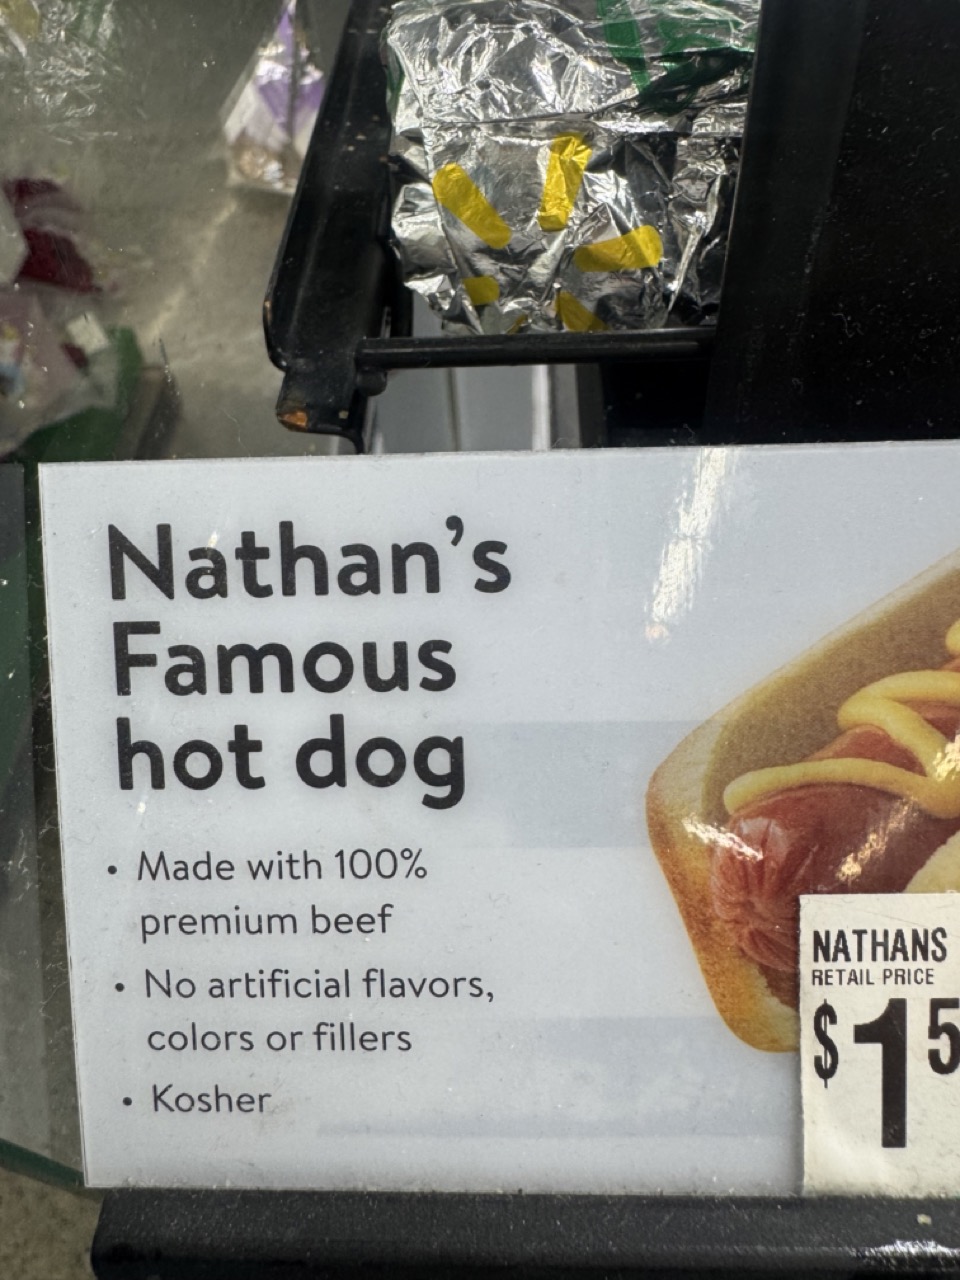 Nathan's
Famous
hot dog
• Made with 100%
premium beef
• No artificial flavors,
colors or fillers
• Kosher
NATHANS
RETAIL PRICE
$15